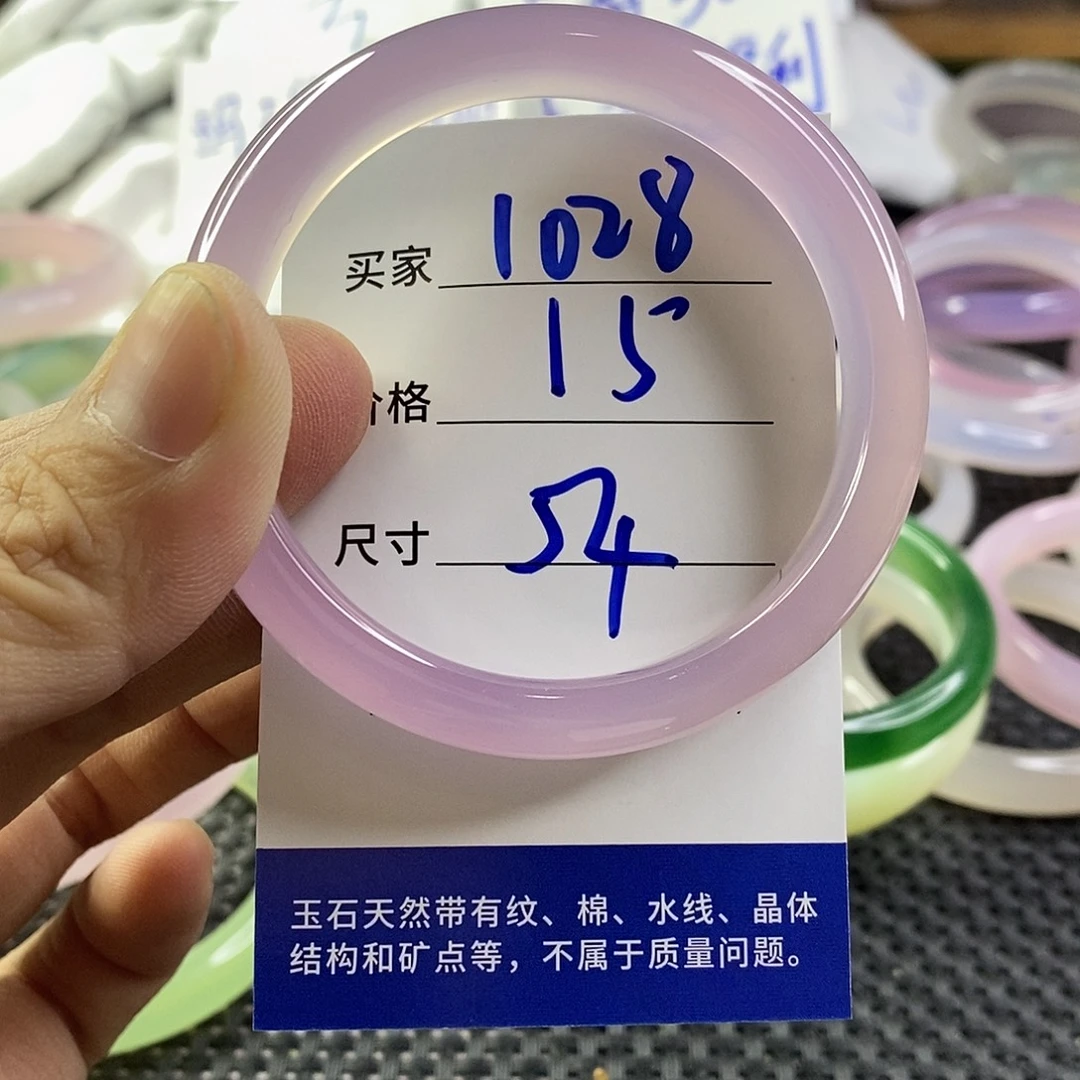 利
买家 1028
15
格
尺寸 54
玉石天然带有纹、棉、水线、晶体
结构和矿点等，不属于质量问题。